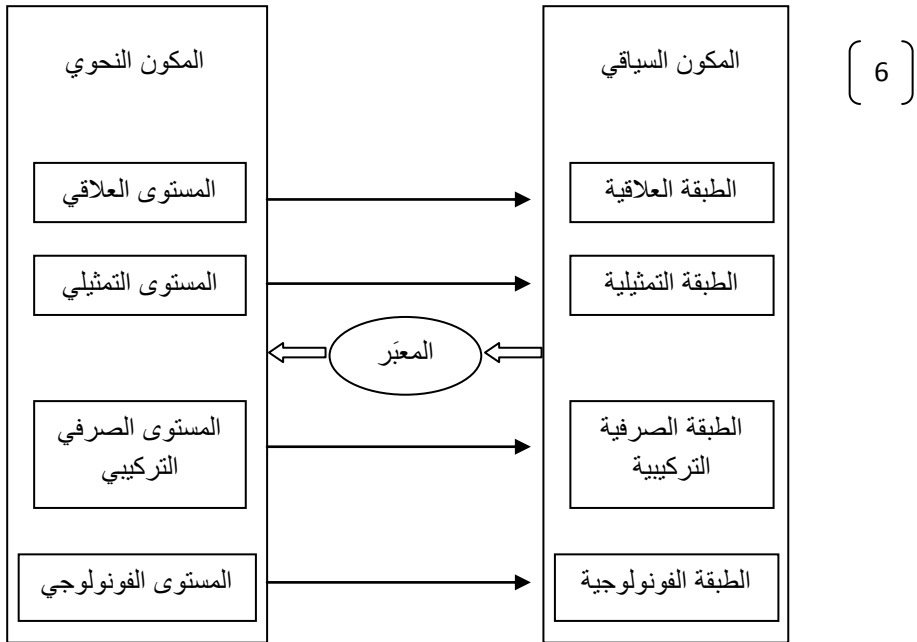 [ 6 ]
المكون السياقي
المكون النحوي
الطبقة العلاقية
المستوى العلاقي
الطبقة التمثيلية
المستوى التمثيلي
المعبَر
الطبقة الصرفية
التركيبية
المستوى الصرفي
التركيبي
الطبقة الفونولوجية
المستوى الفونولوجي